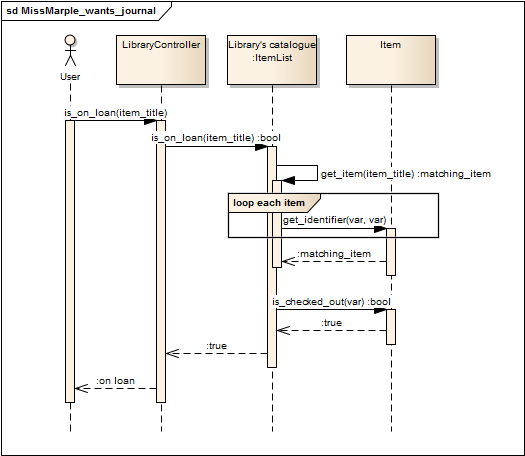 sd MissMarple_wants_journal
User
LibraryController
Library's catalogue
:ItemList
Item
is_on_loan(item_title)
is_on_loan(item_title) :bool
get_item(item_title) :matching_item
loop each item
get_identifier(var, var)
:matching_item
is_checked_out(var) :bool
:true
:true
:on loan